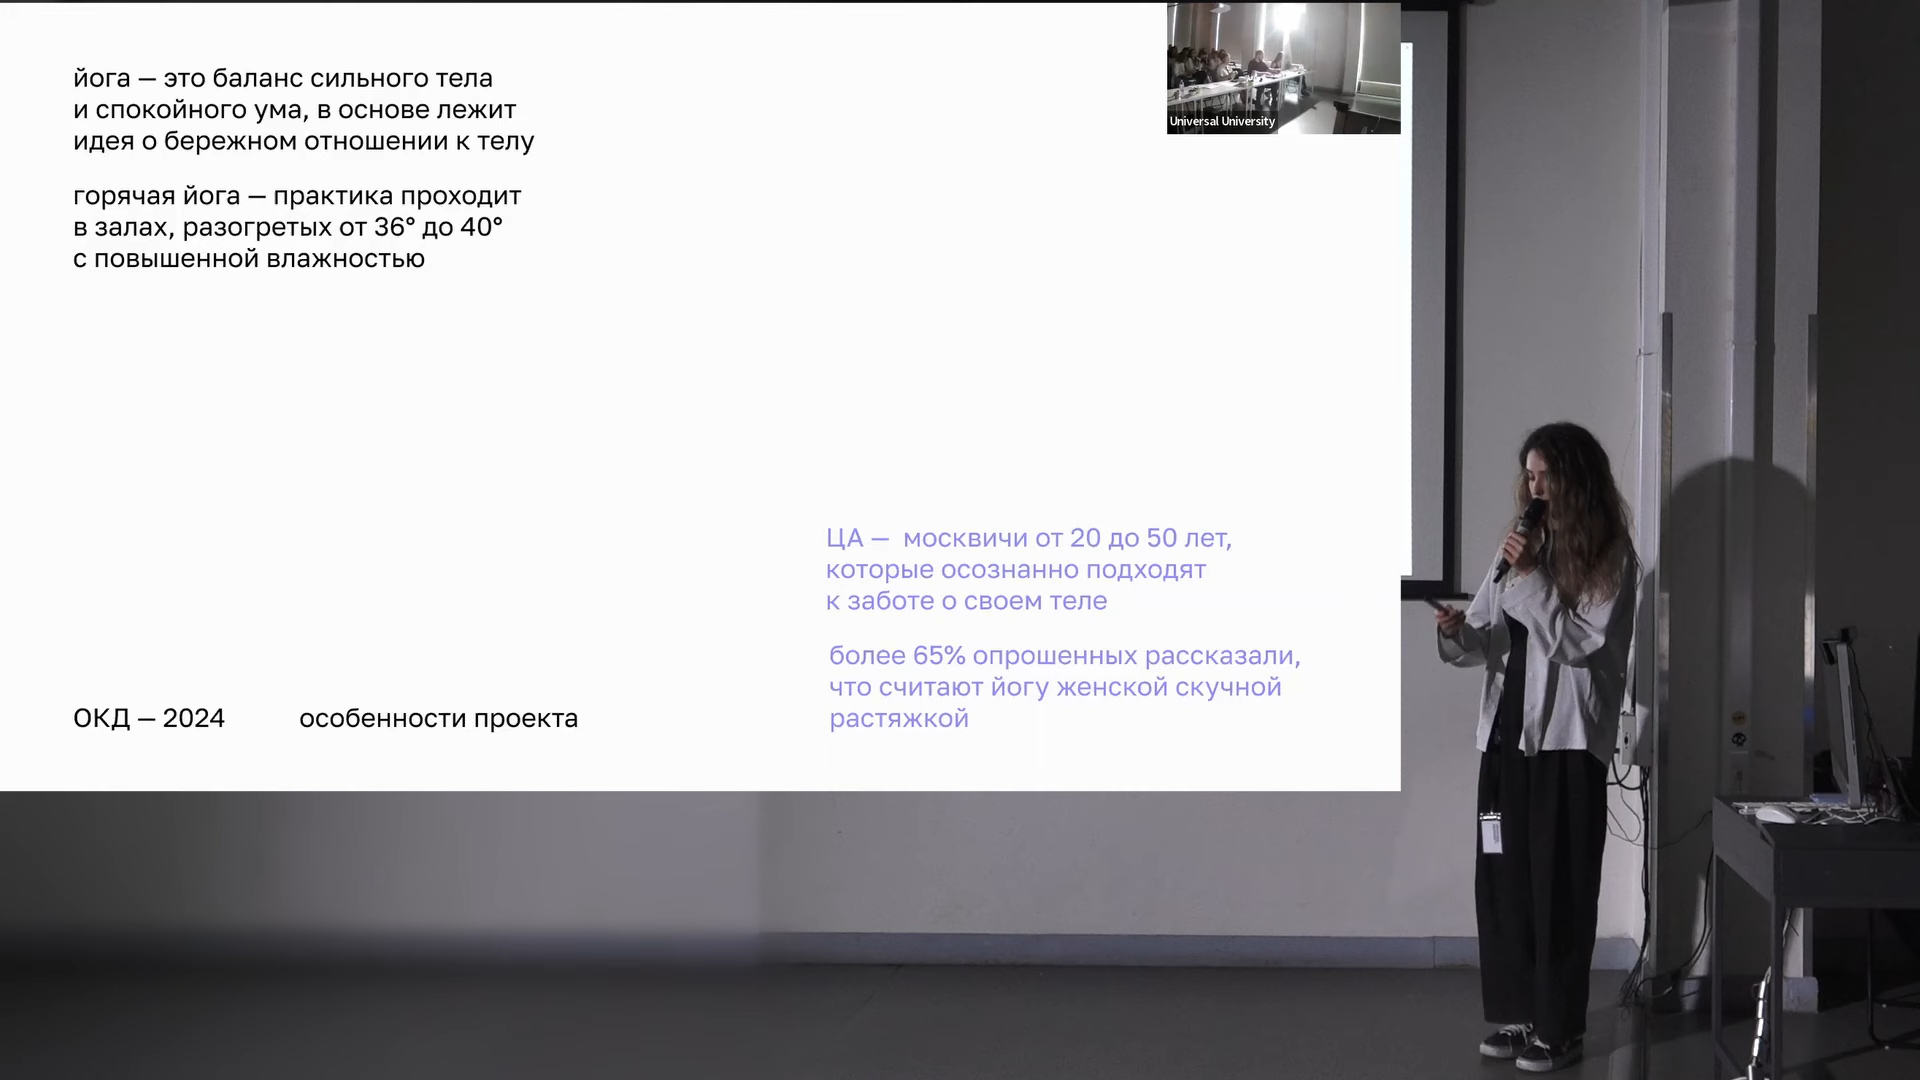 йога — это баланс сильного тела
и спокойного ума, в основе лежит
идея о бережном отношении к телу
горячая йога — практика проходит
в залах, разогретых от 36° до 40°
с повышенной влажностью
Universal University
ЦА — москвичи от 20 до 50 лет,
которые осознанно подходят
к заботе о своем теле
более 65% опрошенных рассказали,
что считают йогу женской скучной
растяжкой
ОКД — 2024
особенности проекта